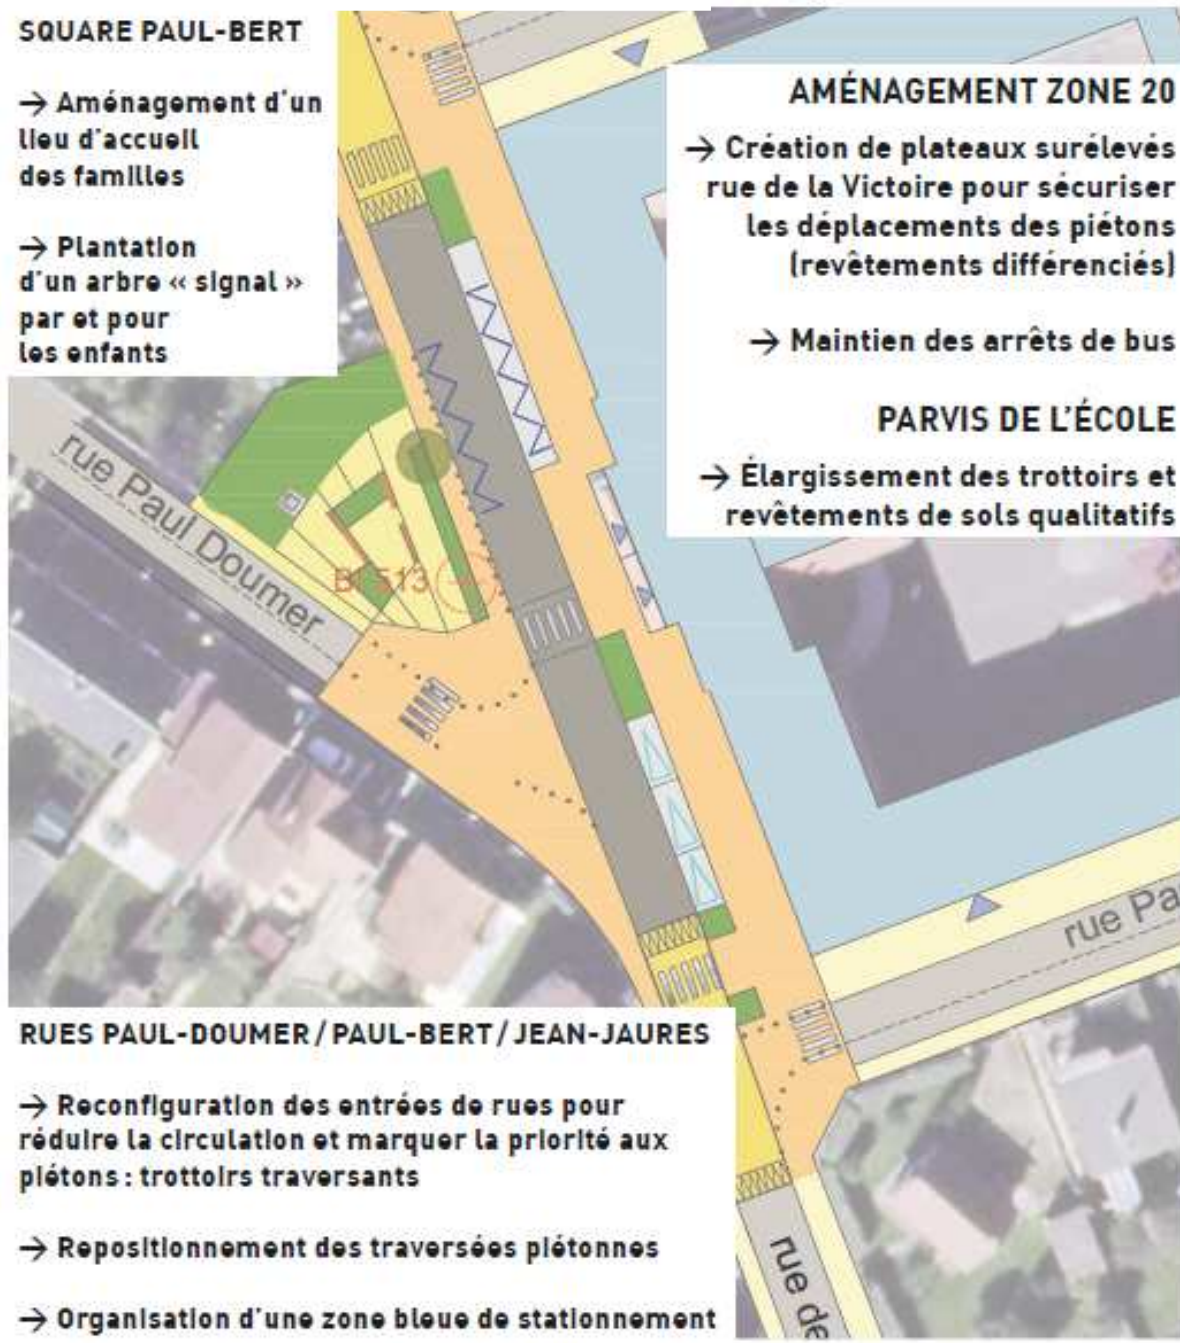 SQUARE PAUL-BERT
→ Aménagement d'un
lieu d'accueil
des familles
→ Plantation
d'un arbre « signal »
par et pour
les enfants
AMÉNAGEMENT ZONE 20
→ Création de plateaux surélevés
rue de la Victoire pour sécuriser
les déplacements des piétons
(revêtements différenciés)
→ Maintien des arrêts de bus
PARVIS DE L'ÉCOLE
→ Élargissement des trottoirs et
revêtements de sols qualitatifs
rue Paul Doumer
rue Pa
rue de
RUES PAUL-DOUMER / PAUL-BERT / JEAN-JAURES
→ Reconfiguration des entrées de rues pour
réduire la circulation et marquer la priorité aux
piétons : trottoirs traversants
→ Repositionnement des traversées piétonnes
→ Organisation d'une zone bleue de stationnement